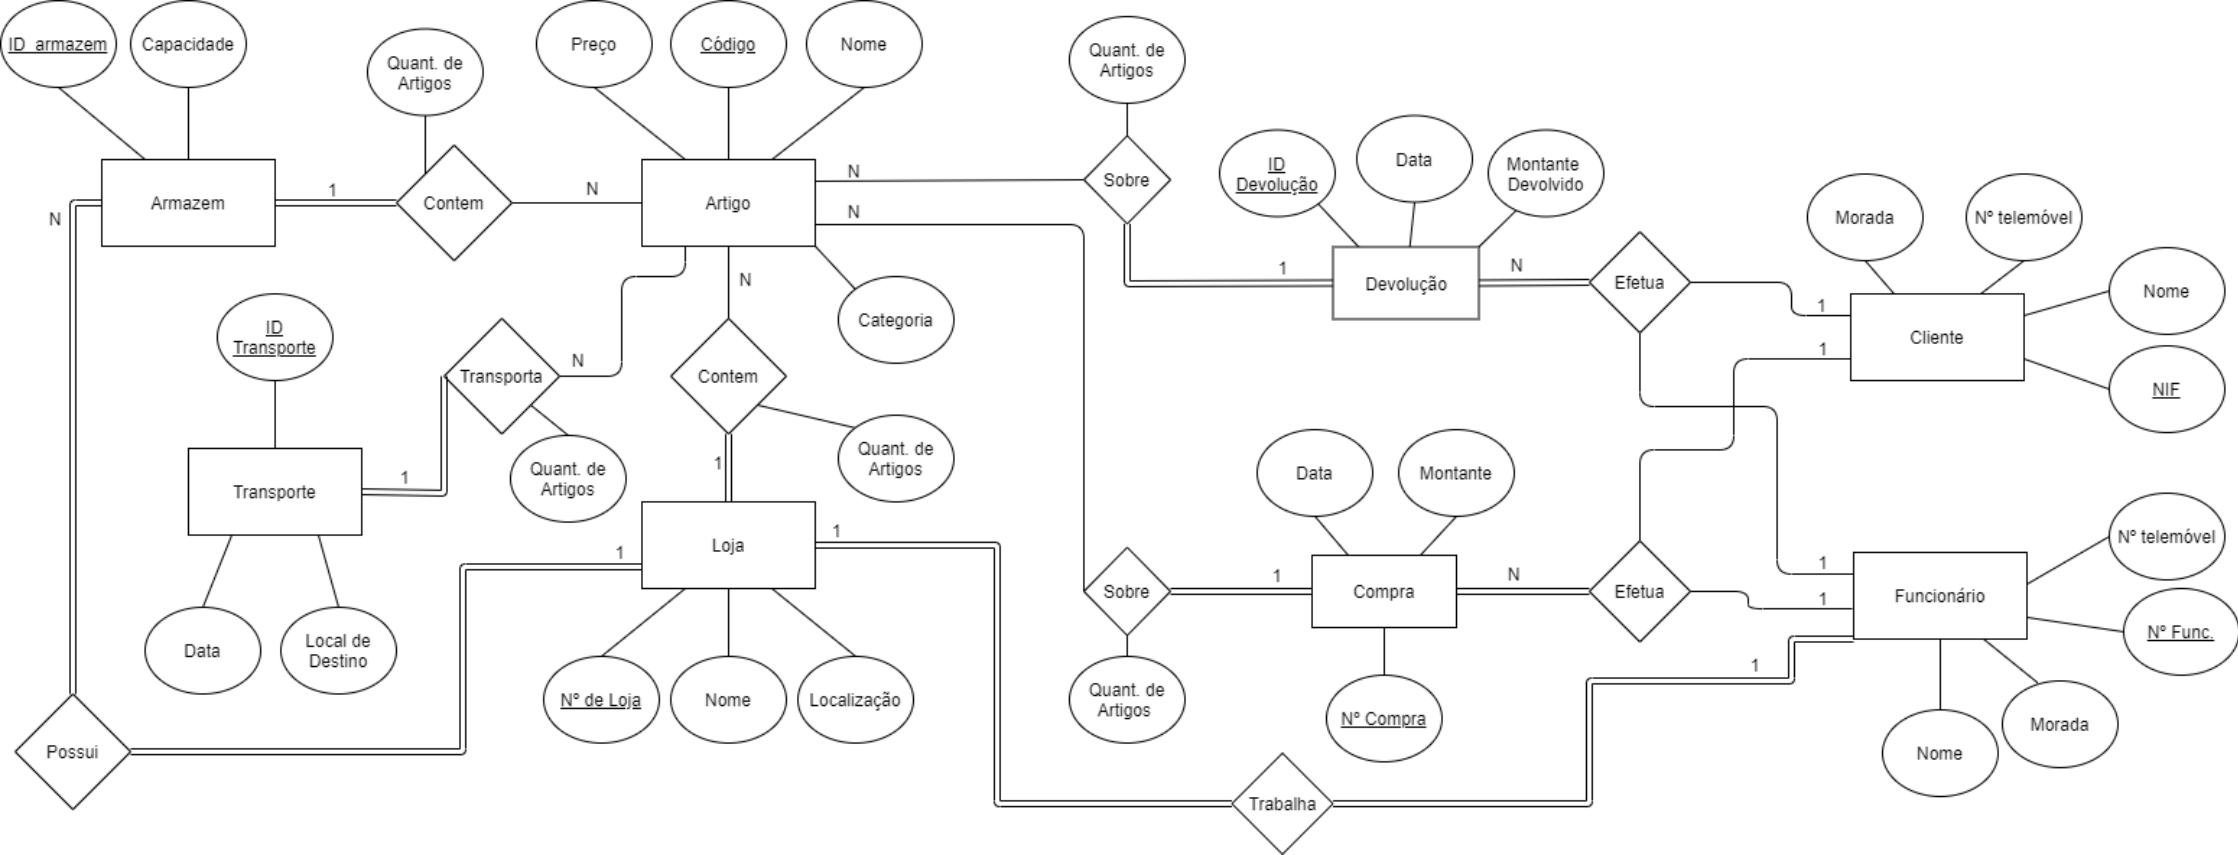 ID_armazem
Capacidade
Quant. de
Artigos
Preço
Código
Nome
Quant. de
Artigos
Armazem
1
Contem
N
Artigo
N
N
Sobre
ID
Devolução
Data
Montante
Devolvido
Morada
Nº telemóvel
N
N
1
Devolução
N
Efetua
1
Nome
Cliente
1
NIF
Categoria
ID
Transporte
Transporta
N
Contem
Quant. de
Artigos
Quant. de
Artigos
1
1
Transporte
Data
Local de
Destino
Loja
1
1
Nº de Loja
Nome
Localização
Data
Montante
Sobre
1
Compra
N
Efetua
1
1
Funcionário
Nº telemóvel
Nº Func.
1
Quant. de
Artigos
Nº Compra
Nome
Morada
Possui
Trabalha